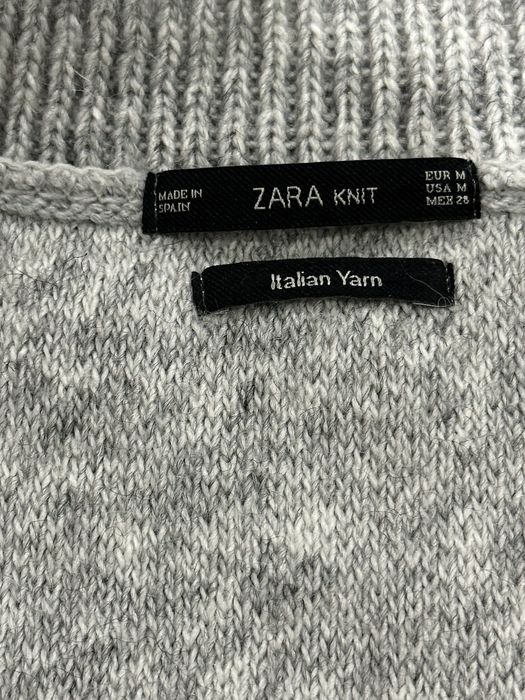 MADE IN
SPAIN
ZARA KNIT
EUR M
USA M
MEX 28
Italian Yarn